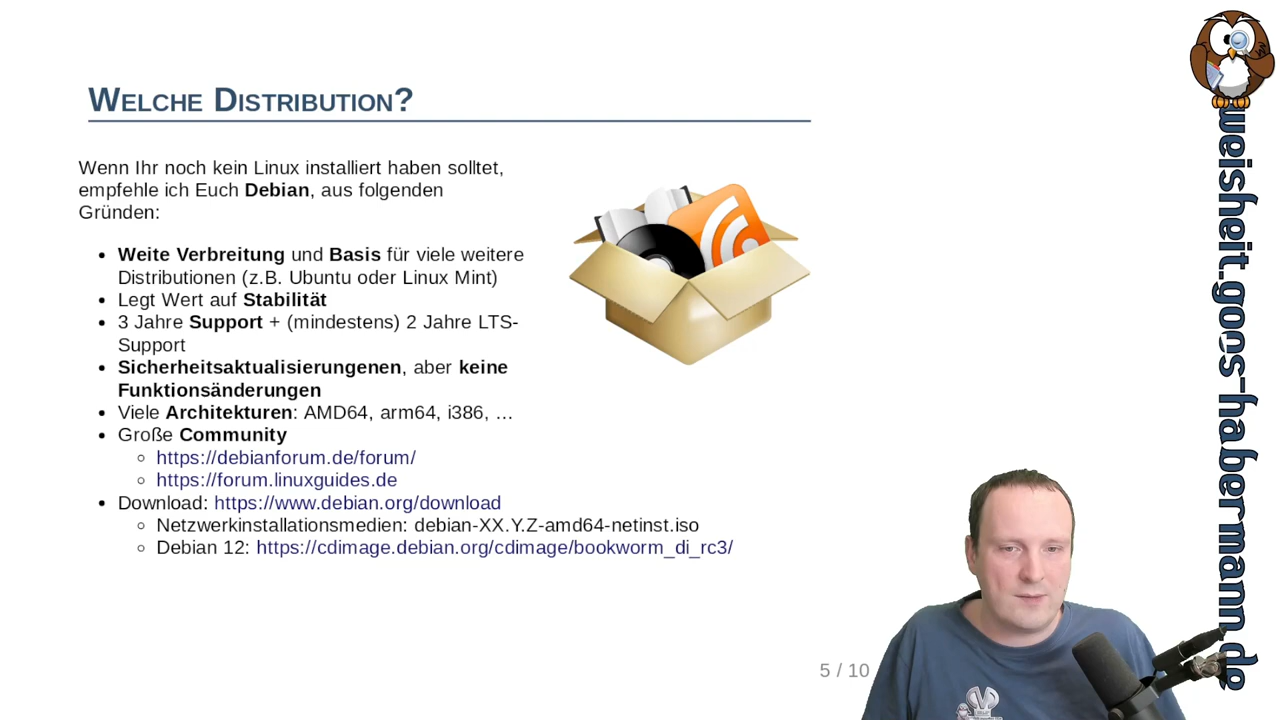 WELCHE DISTRIBUTION?
Wenn Ihr noch kein Linux installiert haben solltet,
empfehle ich Euch Debian, aus folgenden
Gründen:
• Weite Verbreitung und Basis für viele weitere
Distributionen (z.B. Ubuntu oder Linux Mint)
• Legt Wert auf Stabilität
• 3 Jahre Support + (mindestens) 2 Jahre LTS-
Support
• Sicherheitsaktualisierungenen, aber keine
Funktionsänderungen
• Viele Architekturen: AMD64, arm64, i386, …
• Große Community
◦ https://debianforum.de/forum/
◦ https://forum.linuxguides.de
• Download: https://www.debian.org/download
◦ Netzwerkinstallationsmedien: debian-XX.Y.Z-amd64-netinst.iso
◦ Debian 12: https://cdimage.debian.org/cdimage/bookworm_di_rc3/
5 / 10
weisheit.goos-habermann.de